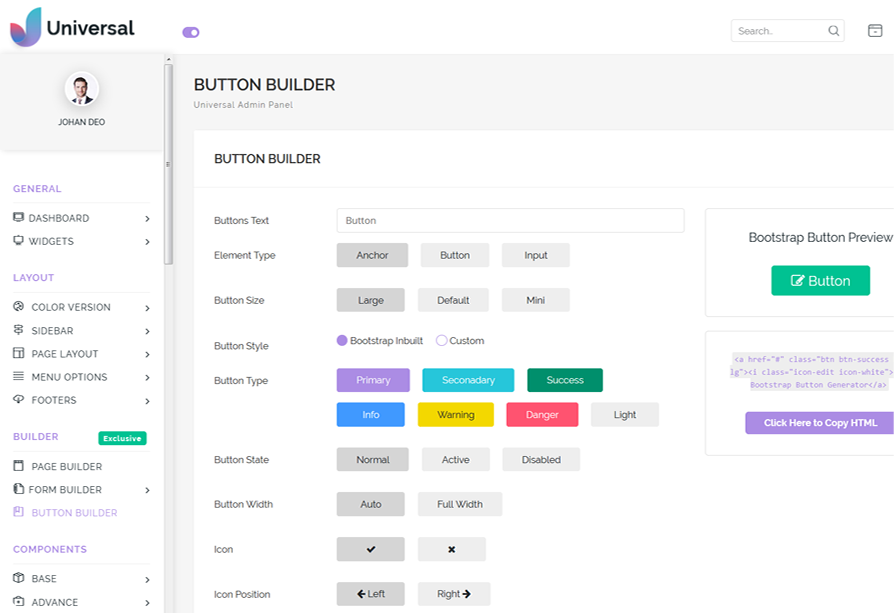 Universal
Search..
JOHAN DEO
GENERAL
DASHBOARD
WIDGETS
LAYOUT
COLOR VERSION
SIDEBAR
PAGE LAYOUT
MENU OPTIONS
FOOTERS
BUILDER Exclusive
PAGE BUILDER
FORM BUILDER
BUTTON BUILDER
COMPONENTS
BASE
ADVANCE
BUTTON BUILDER
Universal Admin Panel
BUTTON BUILDER
Buttons Text Button
Element Type Anchor Button Input
Button Size Large Default Mini
Button Style Bootstrap Inbuilt Custom
Button Type Primary Seconadary Success
Info Warning Danger Light
Button State Normal Active Disabled
Button Width Auto Full Width
Icon
Icon Position Left Right
Bootstrap Button Preview
Button
<a href="#" class="btn btn-success
lg"><i class="icon-edit icon-white">
Bootstrap Button Generator</a>
Click Here to Copy HTML